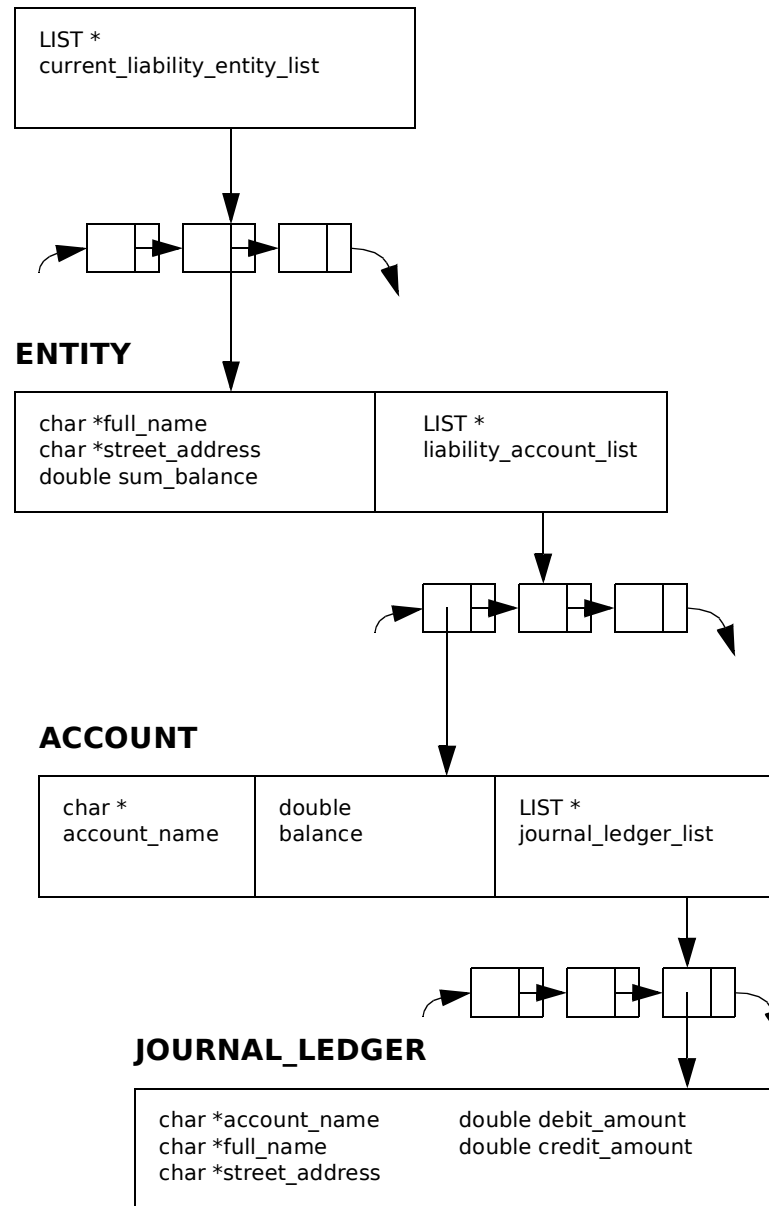 LIST *
current_liability_entity_list
ENTITY
char *full_name
char *street_address
double sum_balance
LIST *
liability_account_list
ACCOUNT
char *
account_name
double
balance
LIST *
journal_ledger_list
JOURNAL_LEDGER
char *account_name
char *full_name
char *street_address
double debit_amount
double credit_amount